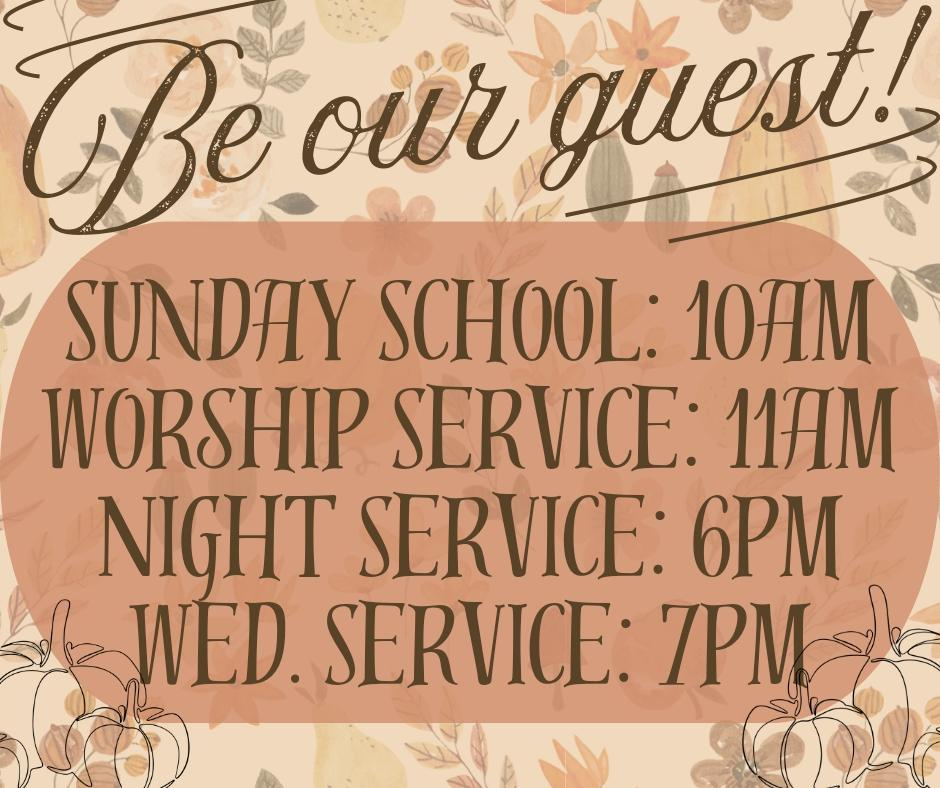 Be our guest!
SUNDAY SCHOOL: 10AM
WORSHIP SERVICE: 11AM
NIGHT SERVICE: 6PM
WED. SERVICE: 7PM